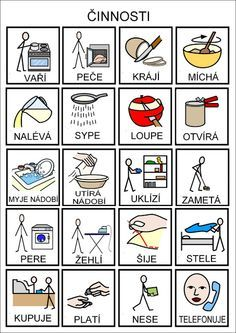 ČINNOSTI
VAŘÍ
PEČE
KRÁJÍ
MÍCHÁ
NALÉVÁ
SYPE
LOUPE
OTVÍRÁ
MYJE NÁDOBÍ
UTÍRÁ
NÁDOBÍ
UKLÍZÍ
ZAMETÁ
PERE
ŽEHLÍ
ŠIJE
STELE
KUPUJE
PLATÍ
NESE
TELEFONUJE